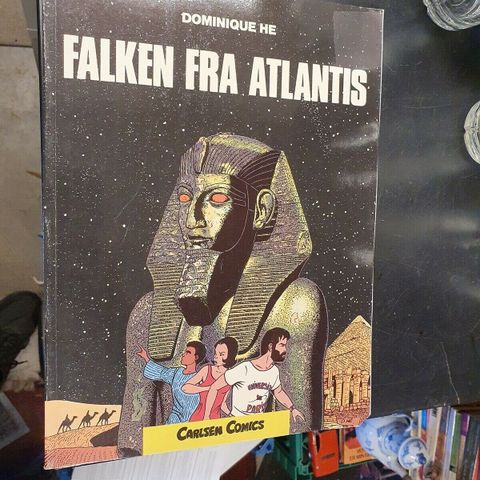 DOMINIQUE HE
FALKEN FRA ATLANTIS
CARLSEN COMICS